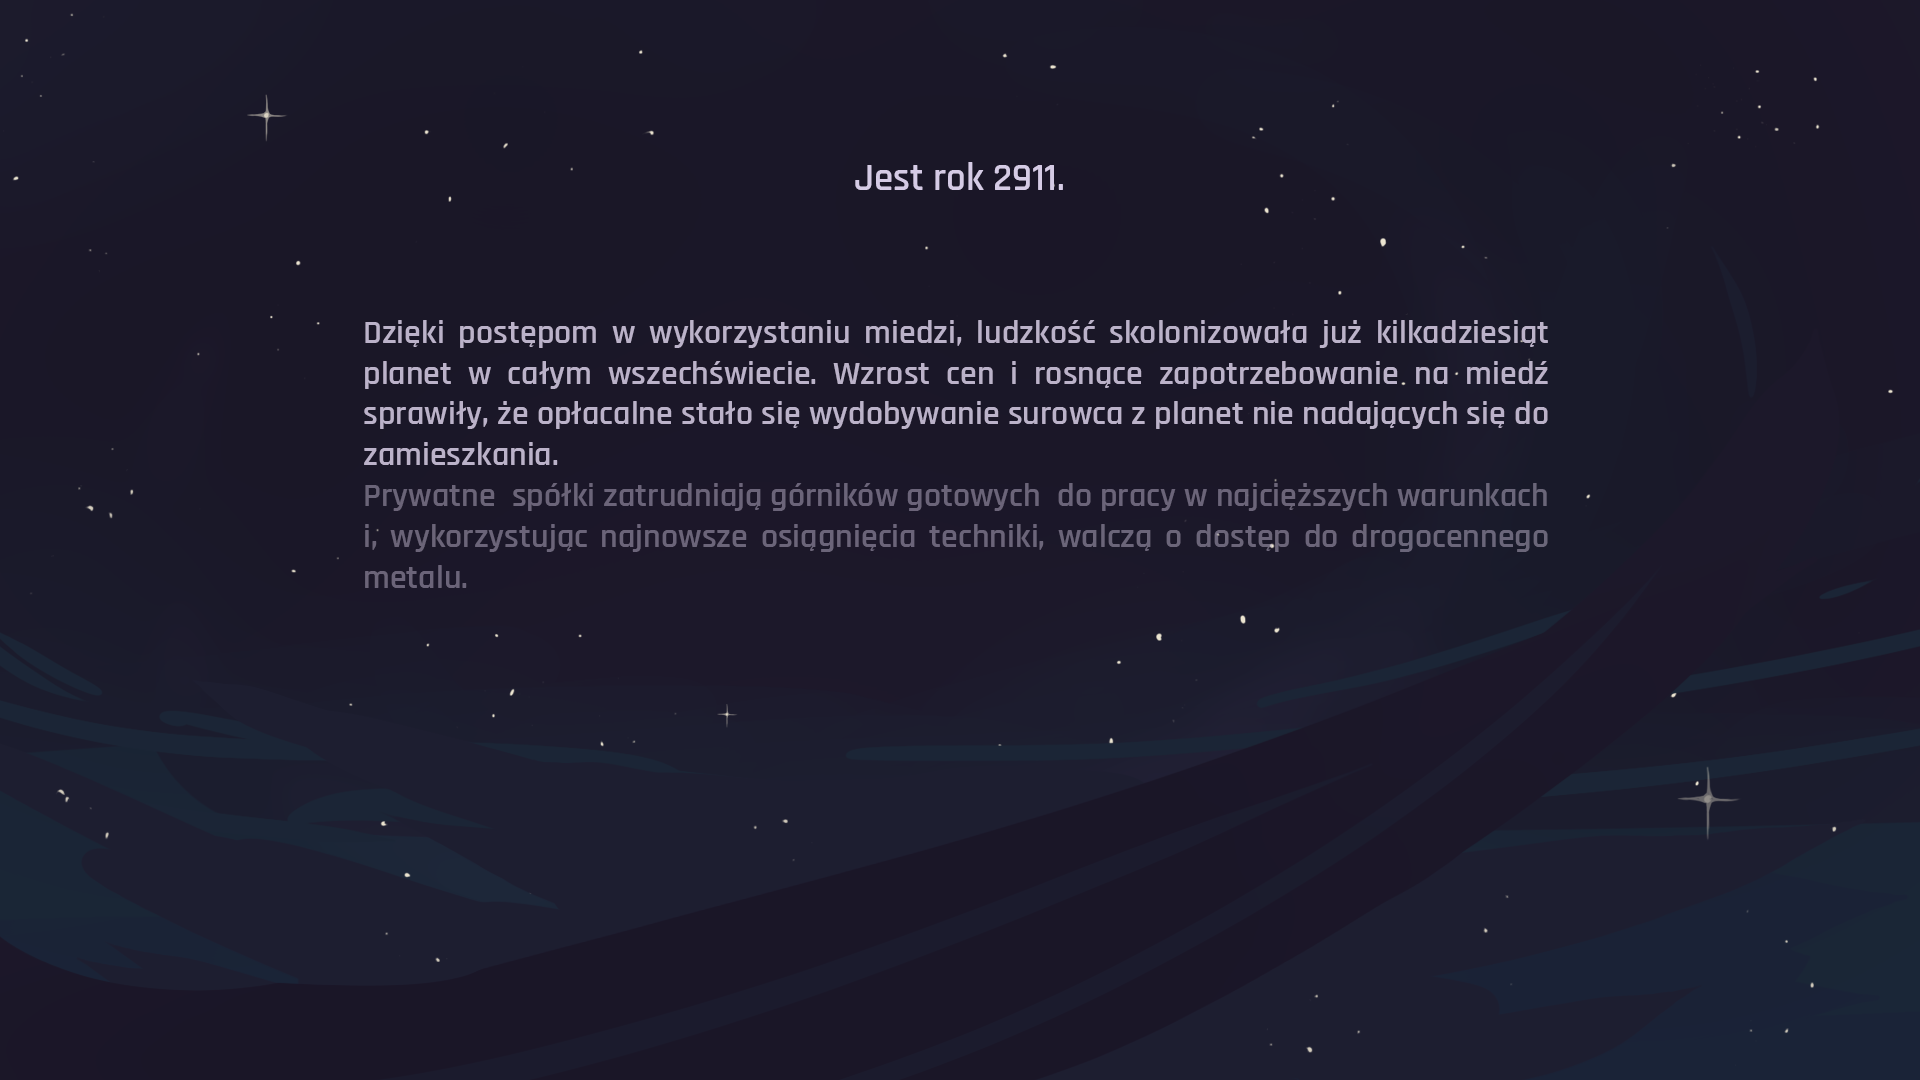 Jest rok 2911.
Dzięki postępom w wykorzystaniu miedzi, ludzkość skolonizowała już kilkadziesiąt
planet w całym wszechświecie. Wzrost cen i rosnące zapotrzebowanie na miedź
sprawiły, że opłacalne stało się wydobywanie surowca z planet nie nadających się do
zamieszkania.
Prywatne spółki zatrudniają górników gotowych do pracy w najcięższych warunkach
i, wykorzystując najnowsze osiągnięcia techniki, walczą o dostęp do drogocennego
metalu.